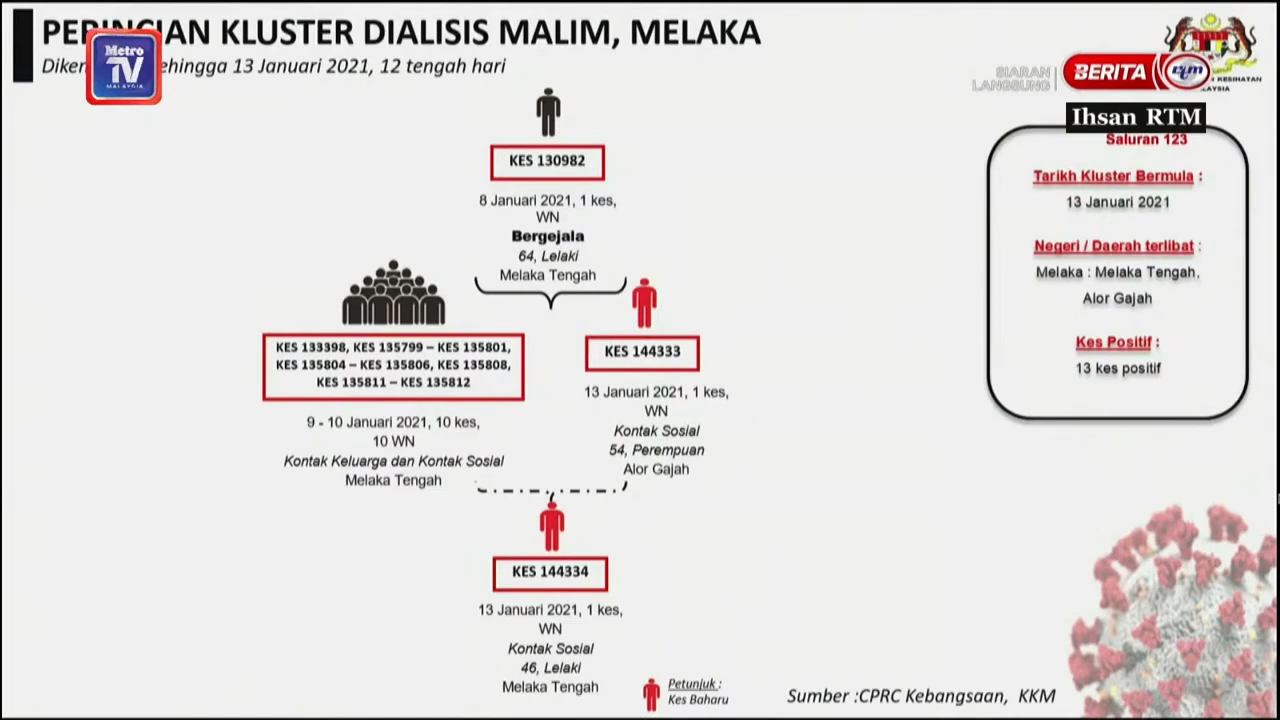 PERINCIAN KLUSTER DIALISIS MALIM, MELAKA
sehingga 13 Januari 2021, 12 tengah hari
Metro
TV
MALAYSIA
SIARAN
LANGSUNG
BERITA rtm
Ihsan RTM
Saluran 123
KES 130982
8 Januari 2021, 1 kes,
WN
Bergejala
64, Lelaki
Melaka Tengah
KES 133398, KES 135799 – KES 135801,
KES 135804 – KES 135806, KES 135808,
KES 135811 – KES 135812
9 - 10 Januari 2021, 10 kes,
10 WN
Kontak Keluarga dan Kontak Sosial
Melaka Tengah
KES 144333
13 Januari 2021, 1 kes,
WN
Kontak Sosial
54, Perempuan
Alor Gajah
KES 144334
13 Januari 2021, 1 kes,
WN
Kontak Sosial
46, Lelaki
Melaka Tengah
Tarikh Kluster Bermula :
13 Januari 2021
Negeri / Daerah terlibat :
Melaka : Melaka Tengah,
Alor Gajah
Kes Positif :
13 kes positif
Petunjuk :
Kes Baharu
Sumber :CPRC Kebangsaan, KKM